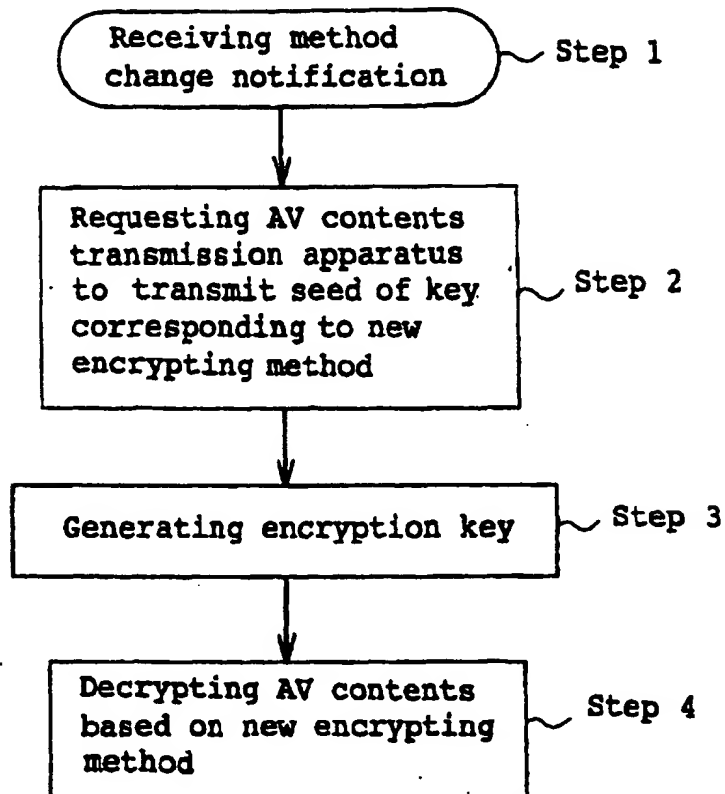 Receiving method
change notification
Step 1
Requesting AV contents
transmission apparatus
to transmit seed of key
corresponding to new
encrypting method
Step 2
Generating encryption key
Step 3
Decrypting AV contents
based on new encrypting
method
Step 4